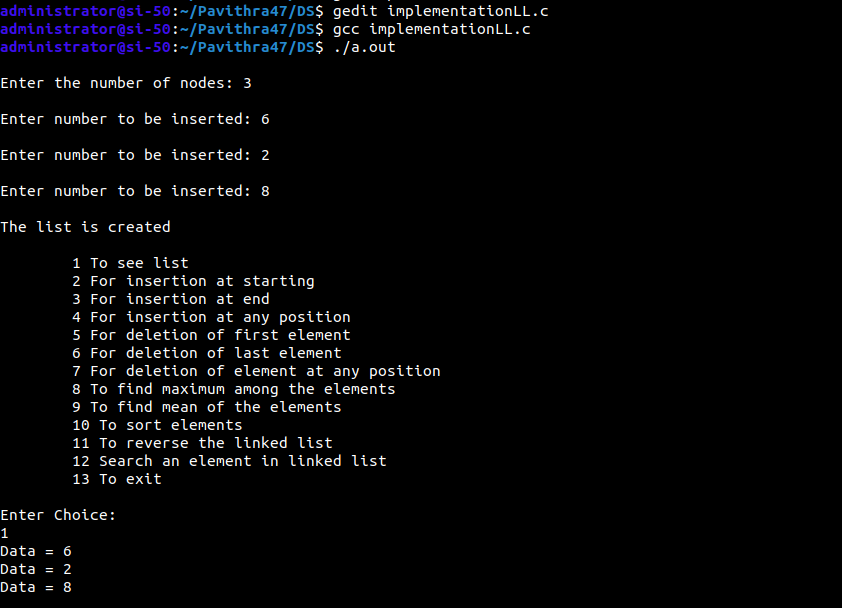 administrator@si-50:~/Pavithra47/DS$ gedit implementationLL.c
administrator@si-50:~/Pavithra47/DS$ gcc implementationLL.c
administrator@si-50:~/Pavithra47/DS$ ./a.out
Enter the number of nodes: 3
Enter number to be inserted: 6
Enter number to be inserted: 2
Enter number to be inserted: 8
The list is created
1 To see list
2 For insertion at starting
3 For insertion at end
4 For insertion at any position
5 For deletion of first element
6 For deletion of last element
7 For deletion of element at any position
8 To find maximum among the elements
9 To find mean of the elements
10 To sort elements
11 To reverse the linked list
12 Search an element in linked list
13 To exit
Enter Choice:
1
Data = 6
Data = 2
Data = 8